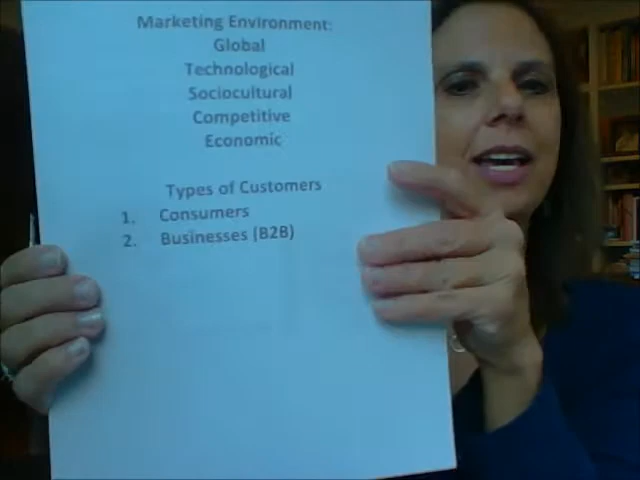 Marketing Environment:
Global
Technological
Sociocultural
Competitive
Economic
Types of Customers
1. Consumers
2. Businesses (B2B)